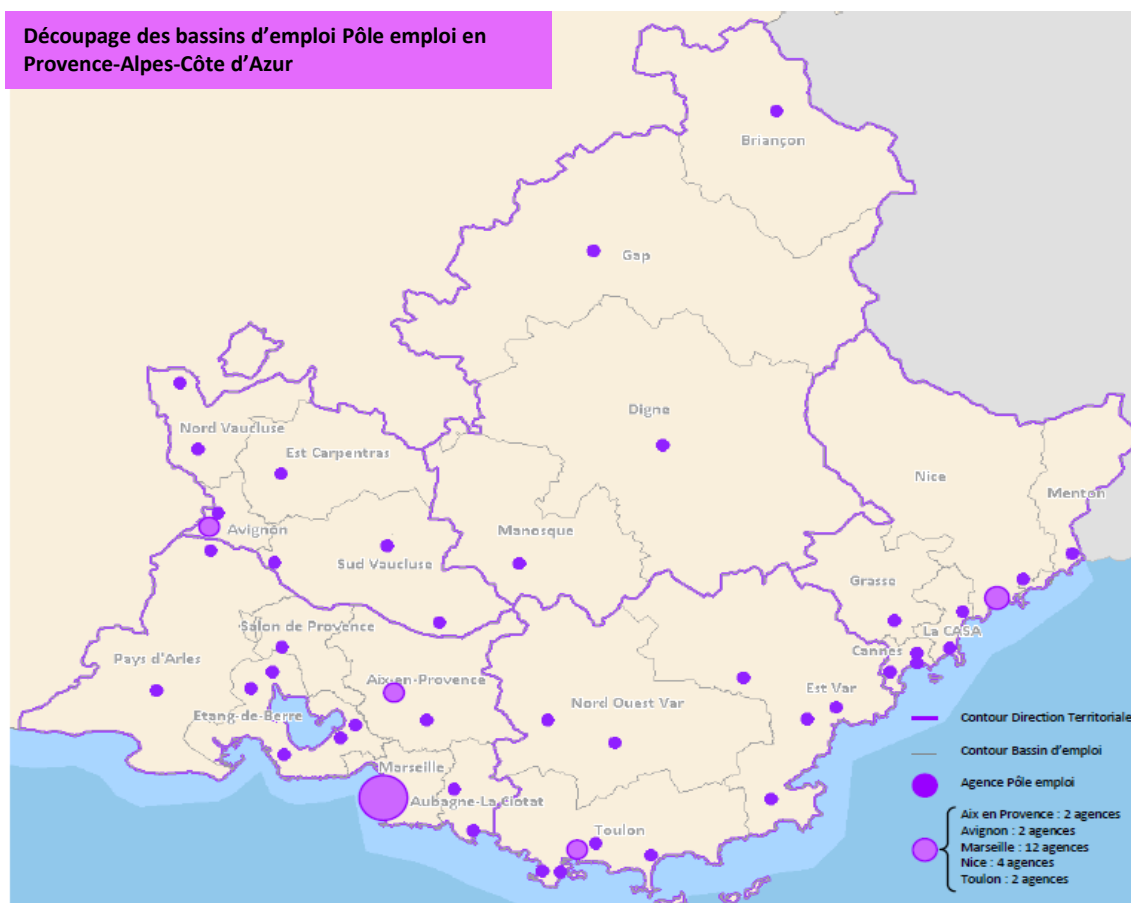 Découpage des bassins d’emploi Pôle emploi en
Provence-Alpes-Côte d’Azur
Briançon
Gap
Digne
Nord Vaucluse
Est Carpentras
Nice
Menton
Avignon
Manosque
Sud Vaucluse
Grasse
Salon de Provence
La CASA
Pays d'Arles
Cannes
Aix-en-Provence
Est Var
Nord Ouest Var
Etang-de-Berre
Marseille
Aubagne-La Ciotat
Toulon
Contour Direction Territoriale
Contour Bassin d'emploi
Agence Pôle emploi
Aix en Provence : 2 agences
Avignon : 2 agences
Marseille : 12 agences
Nice : 4 agences
Toulon : 2 agences